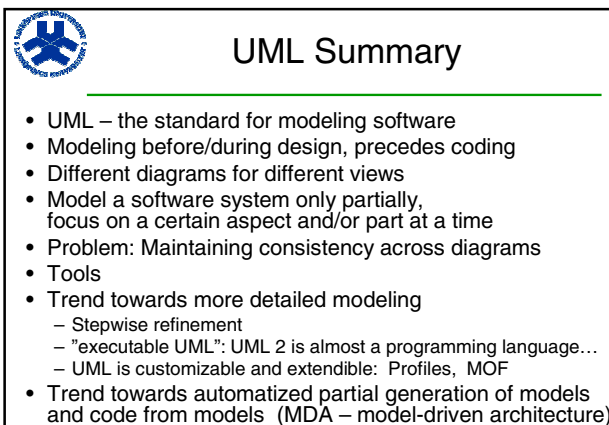 UML Summary
• UML – the standard for modeling software
• Modeling before/during design, precedes coding
• Different diagrams for different views
• Model a software system only partially,
focus on a certain aspect and/or part at a time
• Problem: Maintaining consistency across diagrams
• Tools
• Trend towards more detailed modeling
– Stepwise refinement
– ”executable UML”: UML 2 is almost a programming language…
– UML is customizable and extendible: Profiles, MOF
• Trend towards automatized partial generation of models
and code from models (MDA – model-driven architecture)